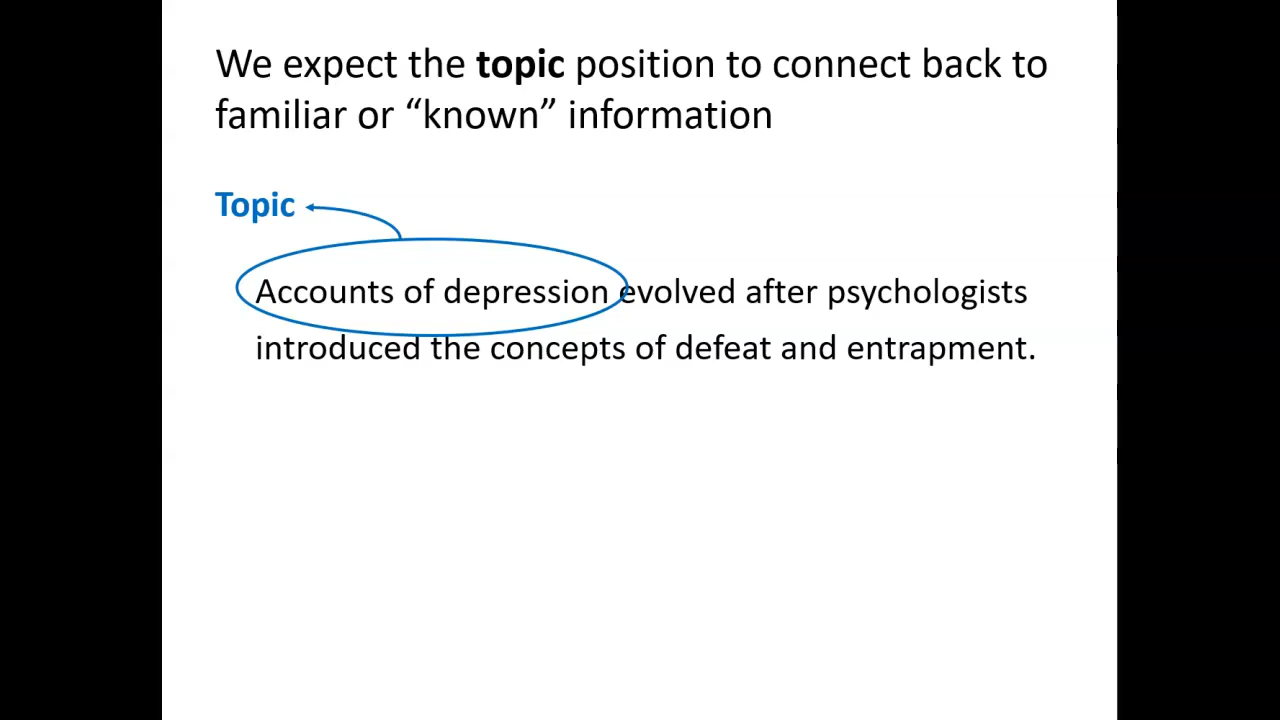 We expect the topic position to connect back to
familiar or “known” information
Topic
Accounts of depression evolved after psychologists
introduced the concepts of defeat and entrapment.